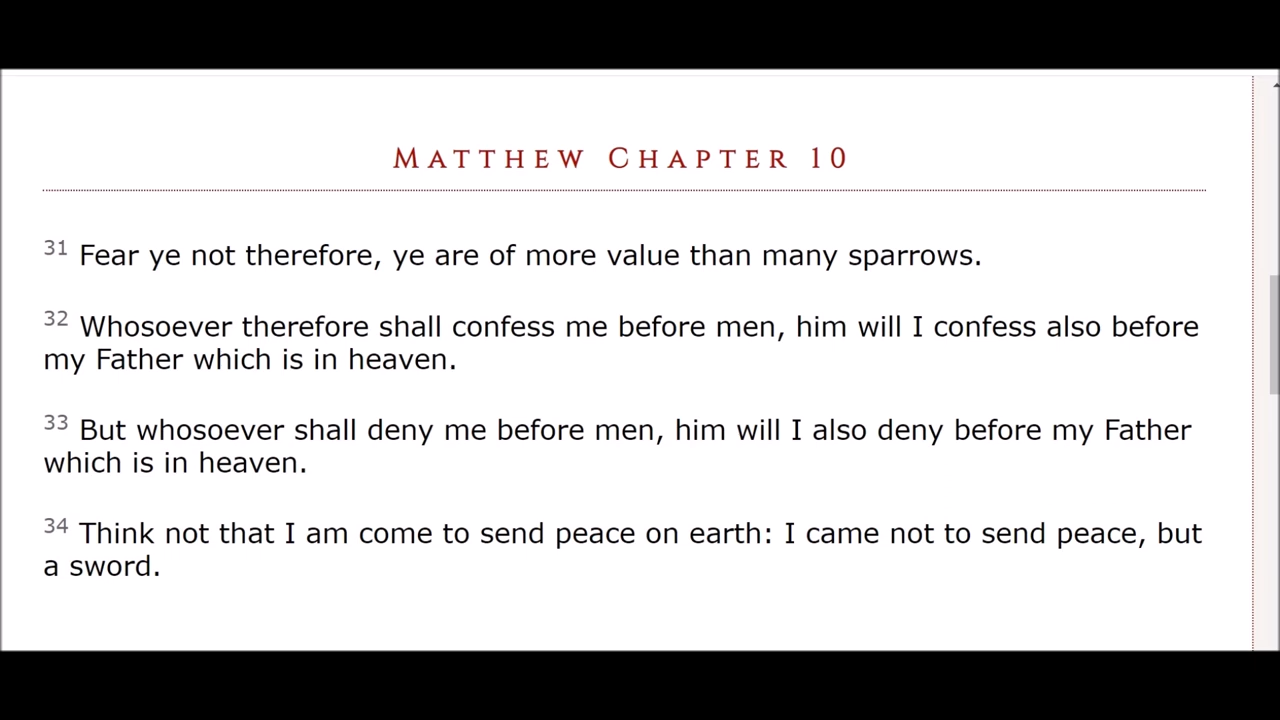 Matthew Chapter 10
31 Fear ye not therefore, ye are of more value than many sparrows.
32 Whosoever therefore shall confess me before men, him will I confess also before
my Father which is in heaven.
33 But whosoever shall deny me before men, him will I also deny before my Father
which is in heaven.
34 Think not that I am come to send peace on earth: I came not to send peace, but
a sword.